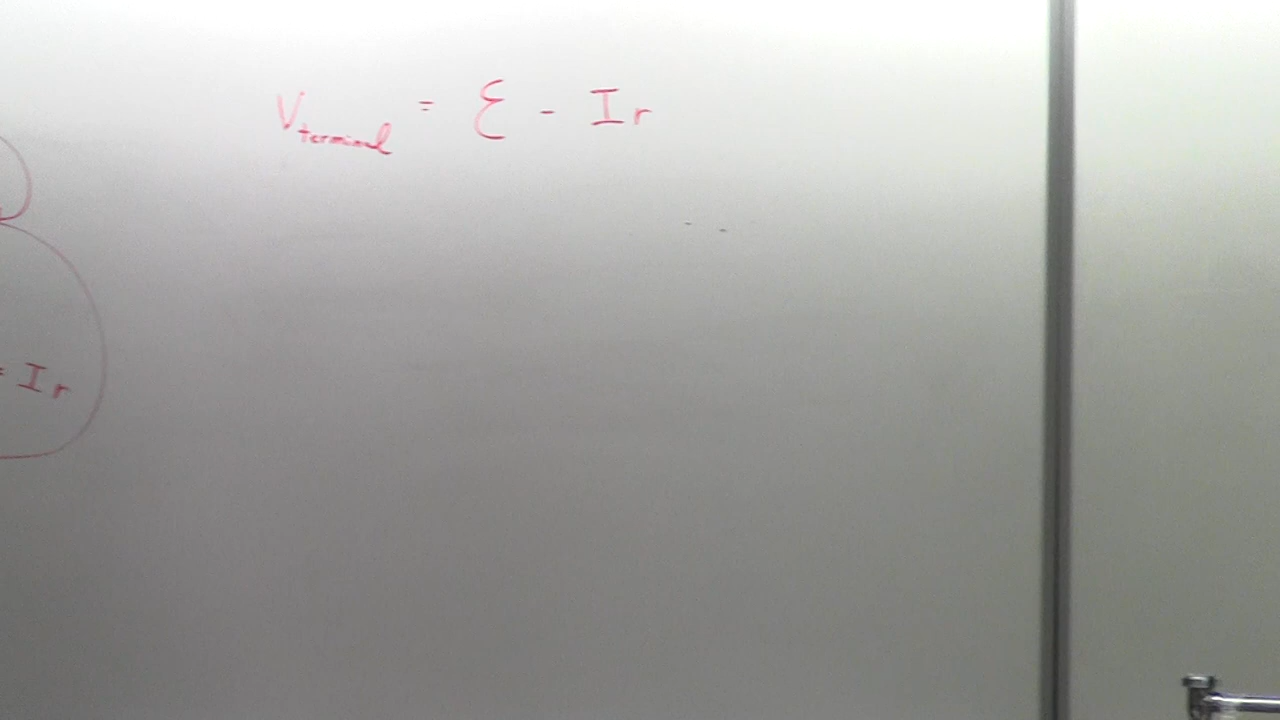 V_terminal = ℰ - Ir
= Ir